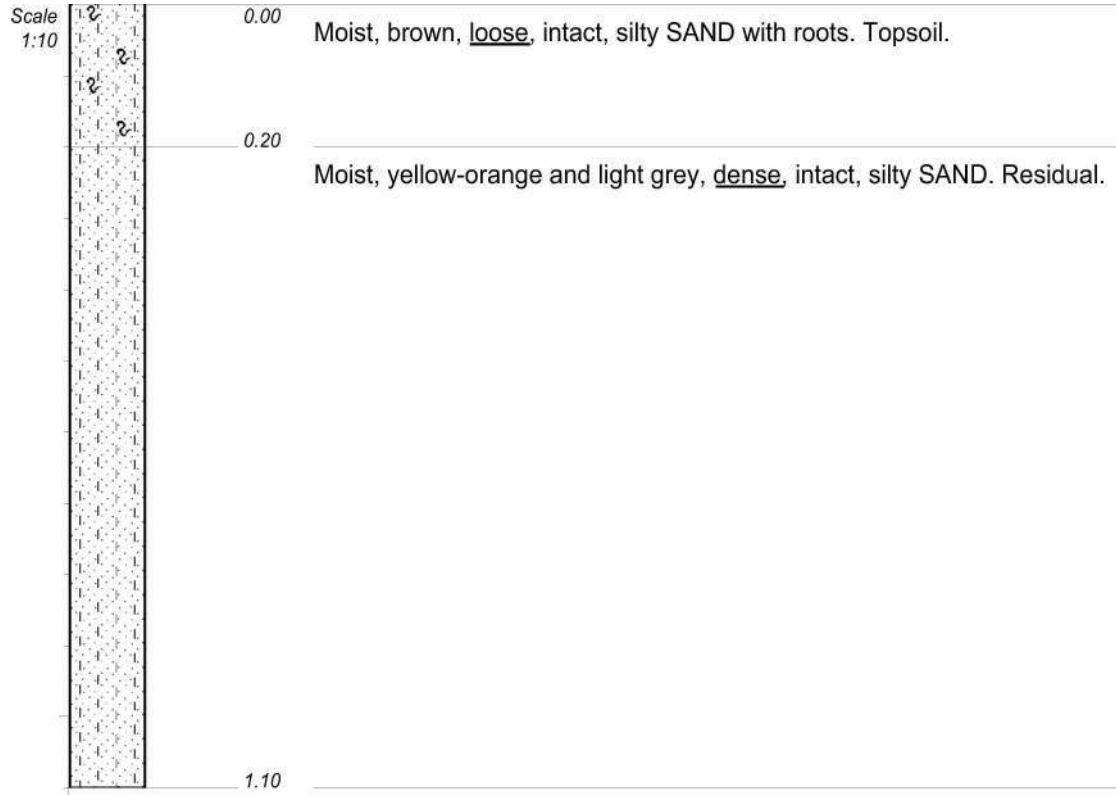 Scale
1:10
0.00
Moist, brown, loose, intact, silty SAND with roots. Topsoil.
0.20
Moist, yellow-orange and light grey, dense, intact, silty SAND. Residual.
1.10